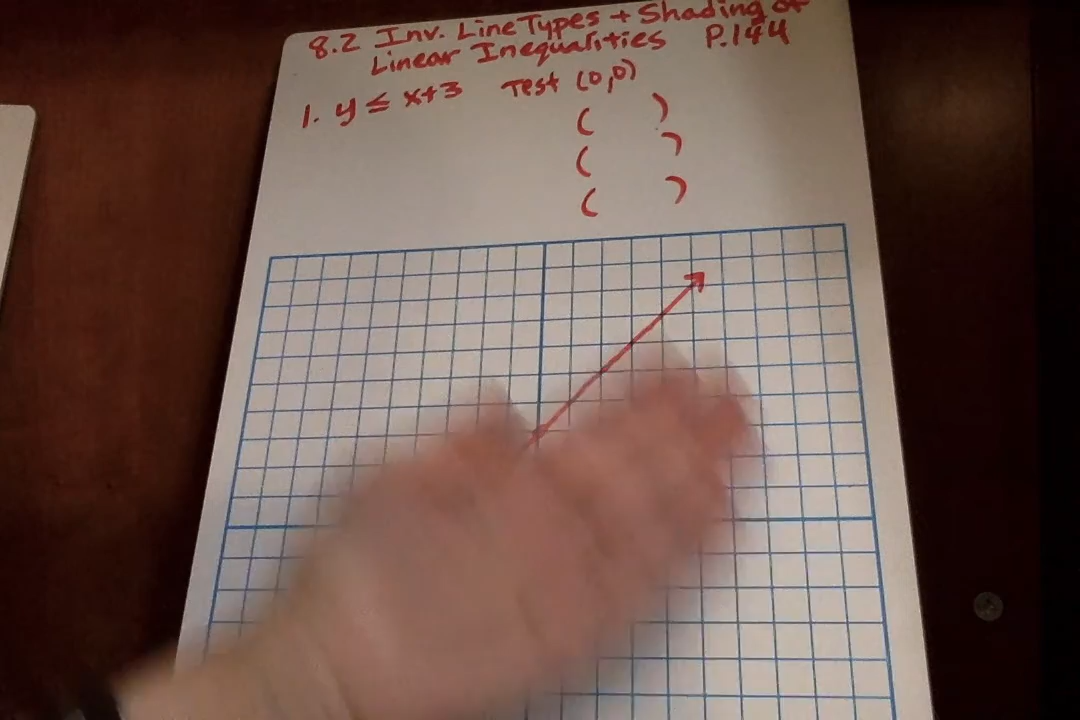 8.2 Inv. Line Types + Shading of
Linear Inequalities P.144
1. y ≤ x+3 Test (0,0)
( )
( )
( )